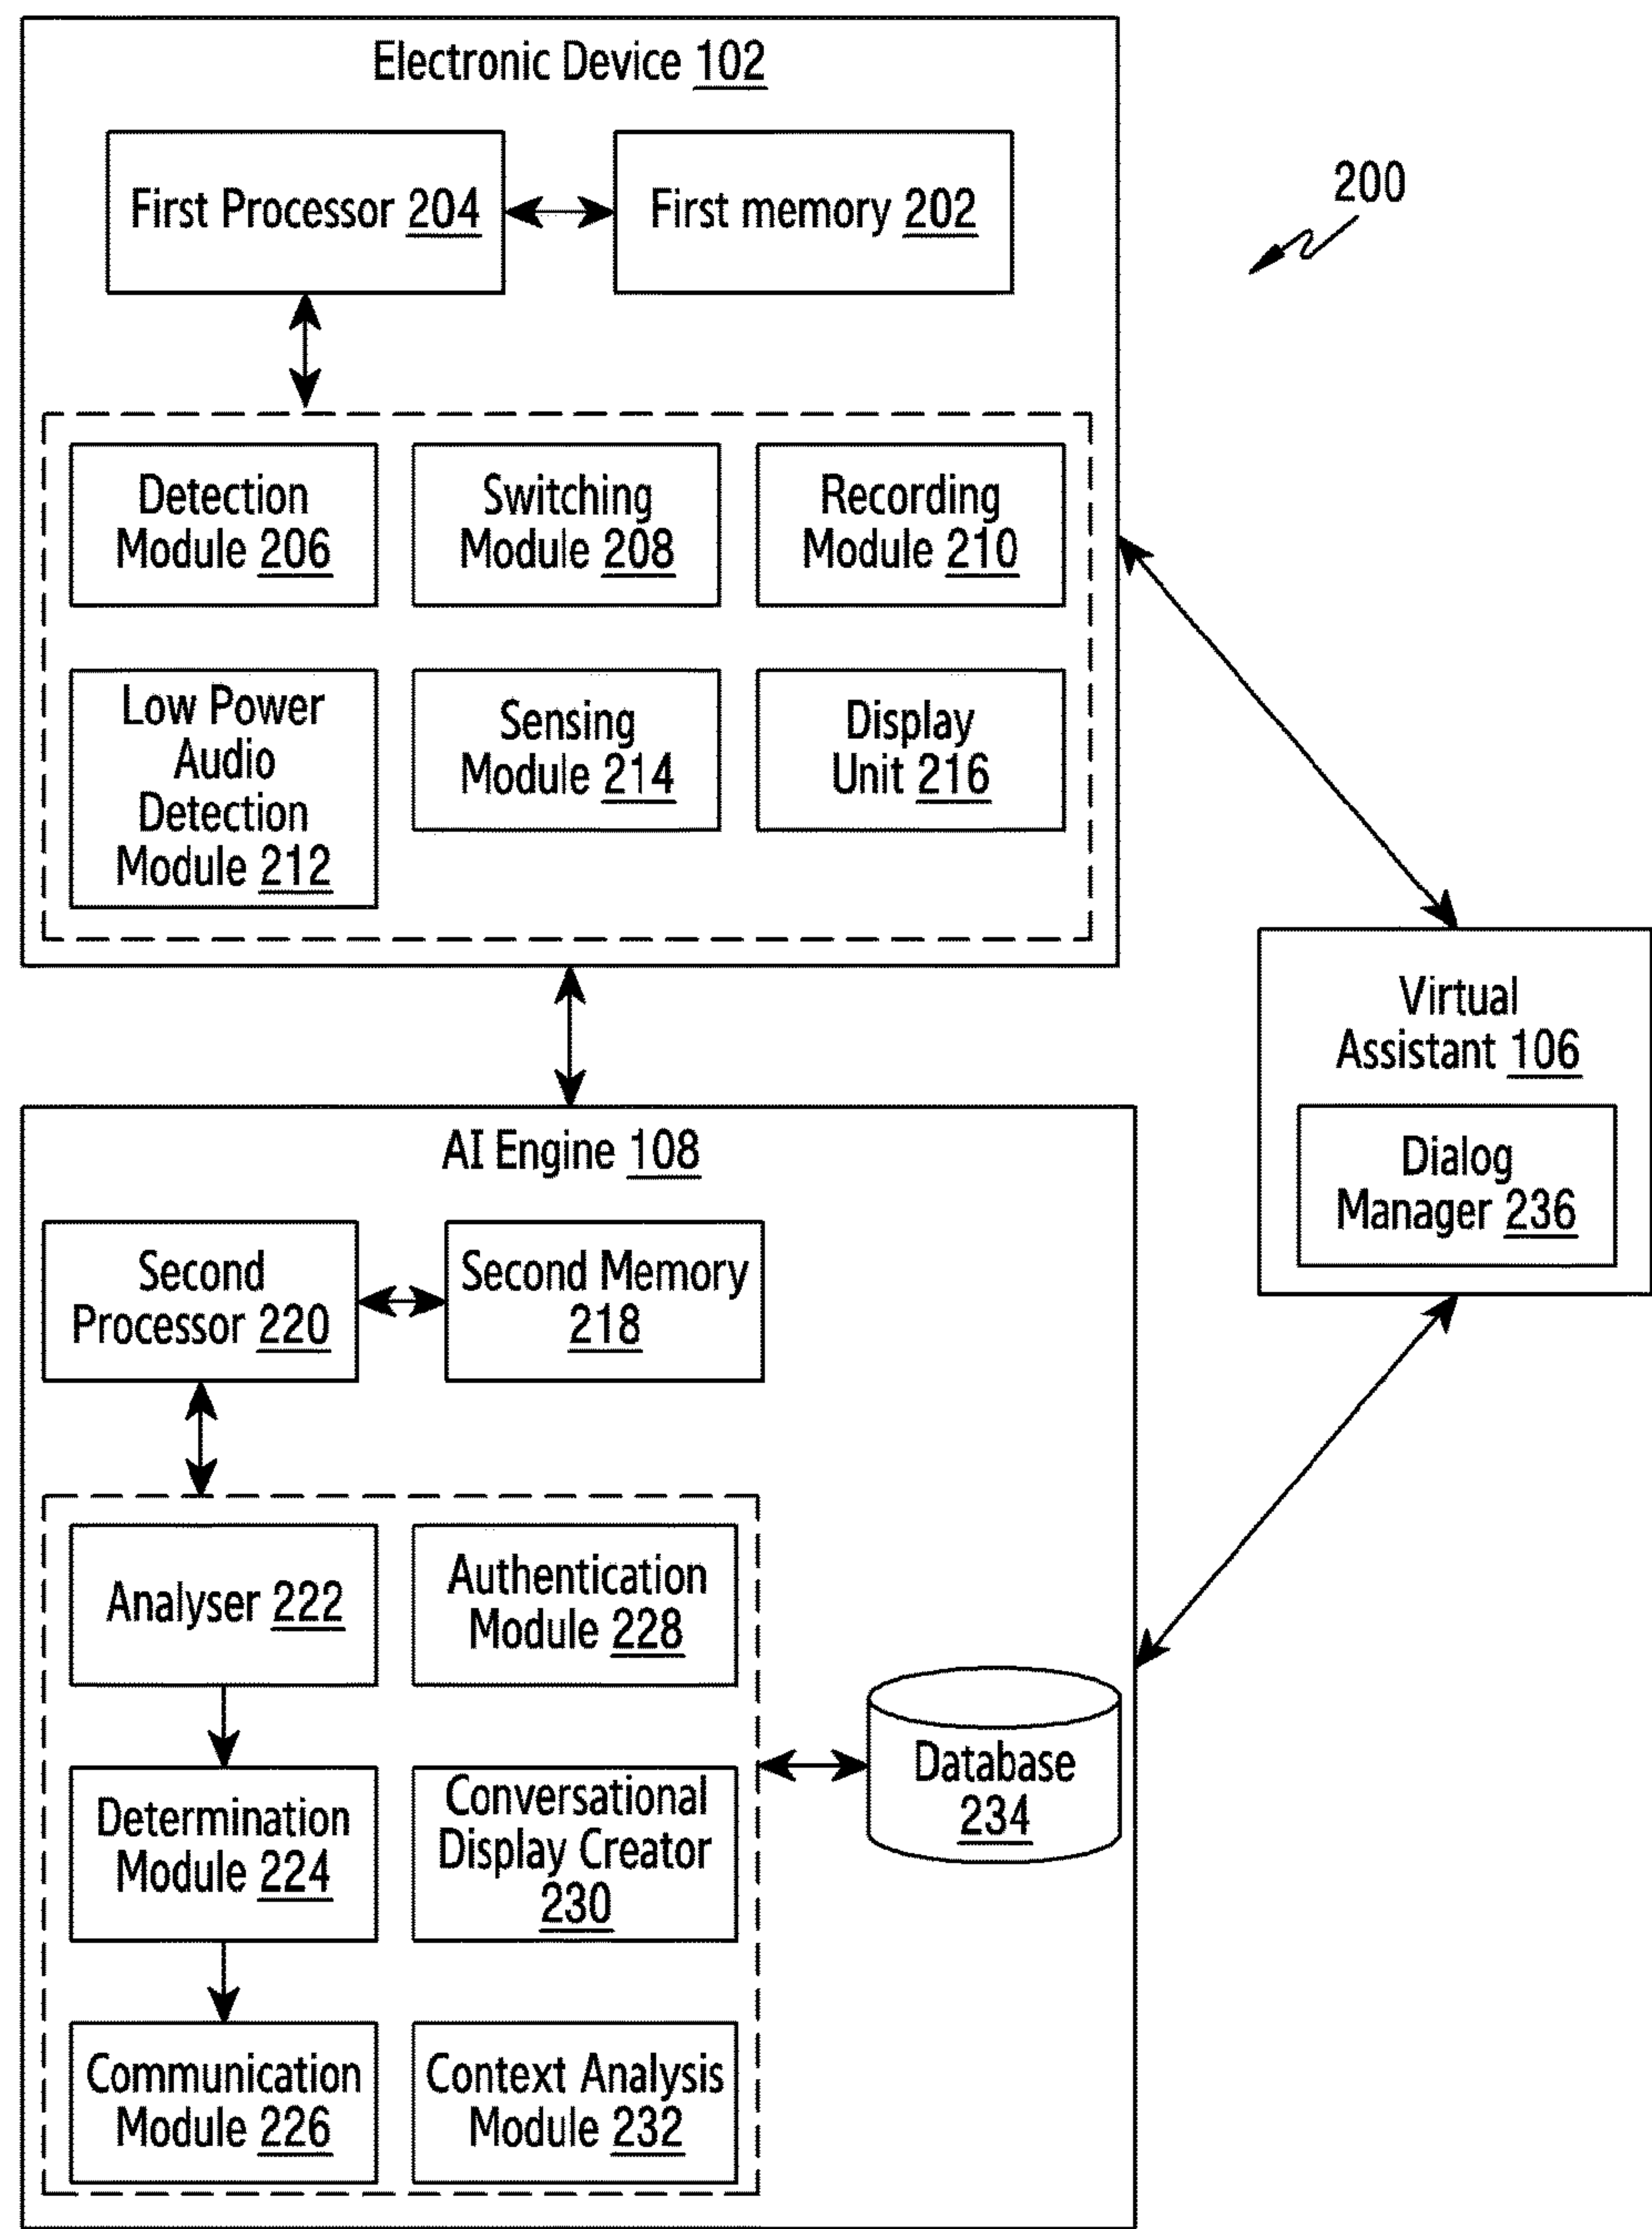 Electronic Device 102
First Processor 204
First memory 202
200
Detection
Module 206
Switching
Module 208
Recording
Module 210
Low Power
Audio
Detection
Module 212
Sensing
Module 214
Display
Unit 216
Virtual
Assistant 106
Dialog
Manager 236
AI Engine 108
Second
Processor 220
Second Memory
218
Analyser 222
Authentication
Module 228
Determination
Module 224
Conversational
Display Creator
230
Database
234
Communication
Module 226
Context Analysis
Module 232